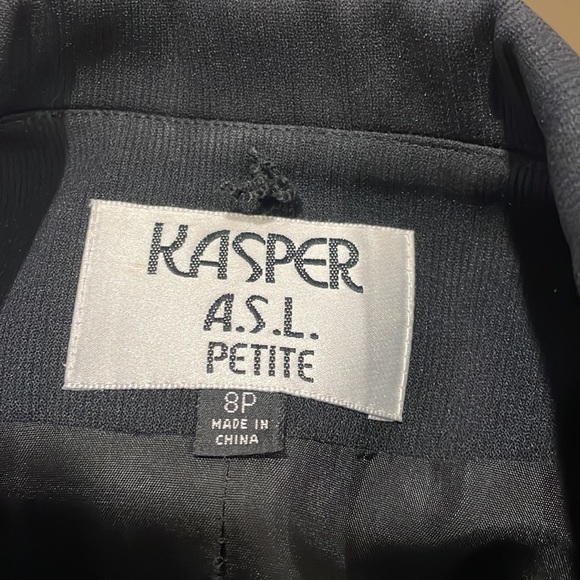 KASPER
A.S.L.
PETITE
8P
MADE IN
CHINA